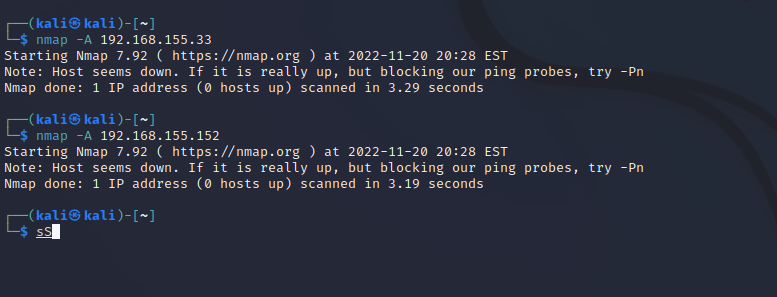 ┌──(kali㉿kali)-[~]
└─$ nmap -A 192.168.155.33
Starting Nmap 7.92 ( https://nmap.org ) at 2022-11-20 20:28 EST
Note: Host seems down. If it is really up, but blocking our ping probes, try -Pn
Nmap done: 1 IP address (0 hosts up) scanned in 3.29 seconds
┌──(kali㉿kali)-[~]
└─$ nmap -A 192.168.155.152
Starting Nmap 7.92 ( https://nmap.org ) at 2022-11-20 20:28 EST
Note: Host seems down. If it is really up, but blocking our ping probes, try -Pn
Nmap done: 1 IP address (0 hosts up) scanned in 3.19 seconds
┌──(kali㉿kali)-[~]
└─$ sS